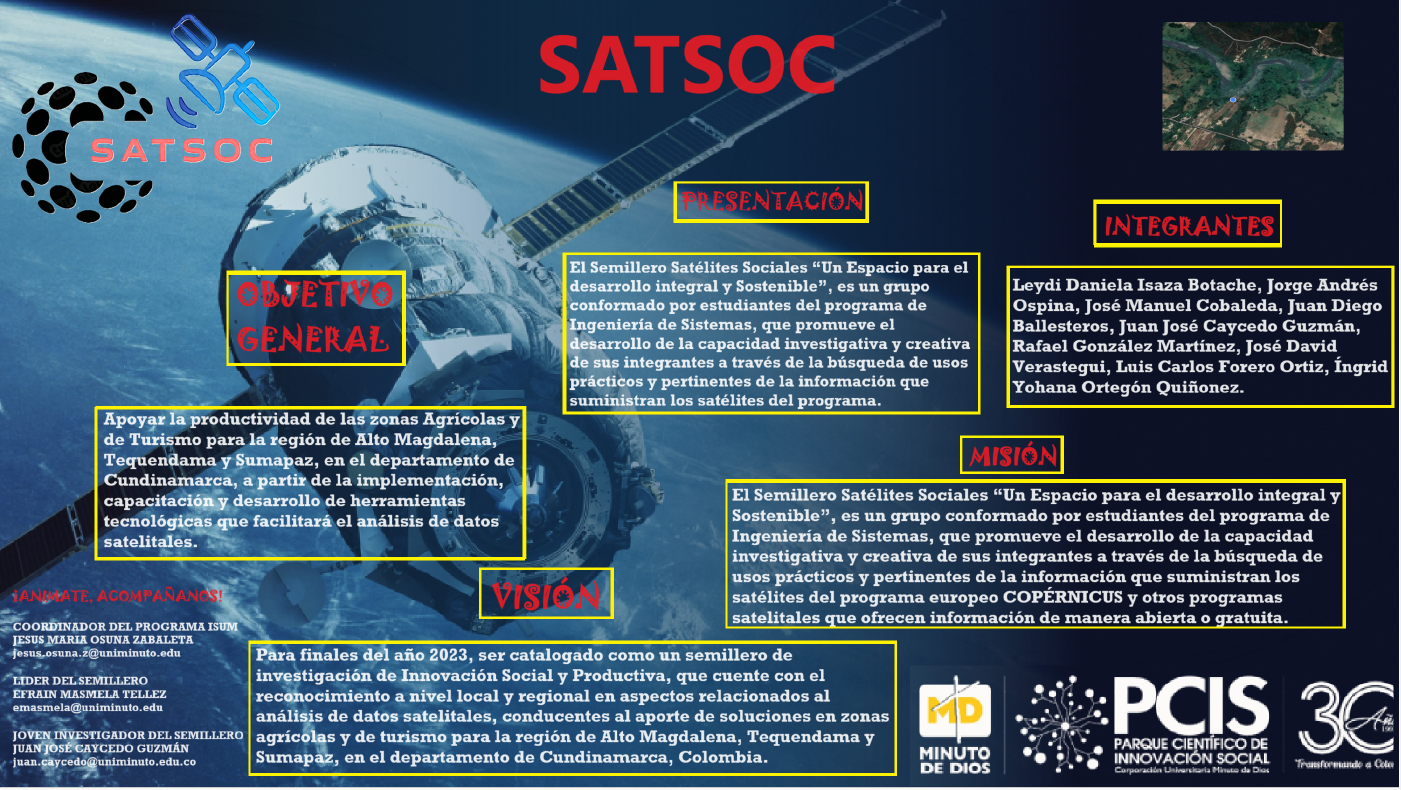 SATSOC
SATSOC
PRESENTACIÓN
INTEGRANTES
El Semillero Satélites Sociales “Un Espacio para el
desarrollo integral y Sostenible”, es un grupo
conformado por estudiantes del programa de
Ingeniería de Sistemas, que promueve el
desarrollo de la capacidad investigativa y creativa
de sus integrantes a través de la búsqueda de usos
prácticos y pertinentes de la información que
suministran los satélites del programa.
Leydi Daniela Isaza Botache, Jorge Andrés
Ospina, José Manuel Cobaleda, Juan Diego
Ballesteros, Juan José Caycedo Guzmán,
Rafael González Martínez, José David
Verastegui, Luis Carlos Forero Ortiz, Íngrid
Yohana Ortegón Quiñonez.
OBJETIVO
GENERAL
Apoyar la productividad de las zonas Agrícolas y
de Turismo para la región de Alto Magdalena,
Tequendama y Sumapaz, en el departamento de
Cundinamarca, a partir de la implementación,
capacitación y desarrollo de herramientas
tecnológicas que facilitará el análisis de datos
satelitales.
MISIÓN
El Semillero Satélites Sociales “Un Espacio para el desarrollo integral y
Sostenible”, es un grupo conformado por estudiantes del programa de
Ingeniería de Sistemas, que promueve el desarrollo de la capacidad
investigativa y creativa de sus integrantes a través de la búsqueda de
usos prácticos y pertinentes de la información que suministran los
satélites del programa europeo COPÉRNICUS y otros programas
satelitales que ofrecen información de manera abierta o gratuita.
VISIÓN
Para finales del año 2023, ser catalogado como un semillero de
investigación de Innovación Social y Productiva, que cuente con el
reconocimiento a nivel local y regional en aspectos relacionados al
análisis de datos satelitales, conducentes al aporte de soluciones en zonas
agrícolas y de turismo para la región de Alto Magdalena, Tequendama y
Sumapaz, en el departamento de Cundinamarca, Colombia.
¡ANIMATE, ACOMPAÑANOS!
COORDINADOR DEL PROGRAMA ISUM
JESUS MARIA OSUNA ZABALETA
jesus.osuna.z@uniminuto.edu
LIDER DEL SEMILLERO
EFRAIN MASMELA TELLEZ
emasmela@uniminuto.edu
JOVEN INVESTIGADOR DEL SEMILLERO
JUAN JOSÉ CAYCEDO GUZMÁN
juan.caycedo@uniminuto.edu.co
MD
MINUTO
DE DIOS
PCIS
PARQUE CIENTÍFICO DE
INNOVACIÓN SOCIAL
Corporación Universitaria Minuto de Dios
30
Transformando a